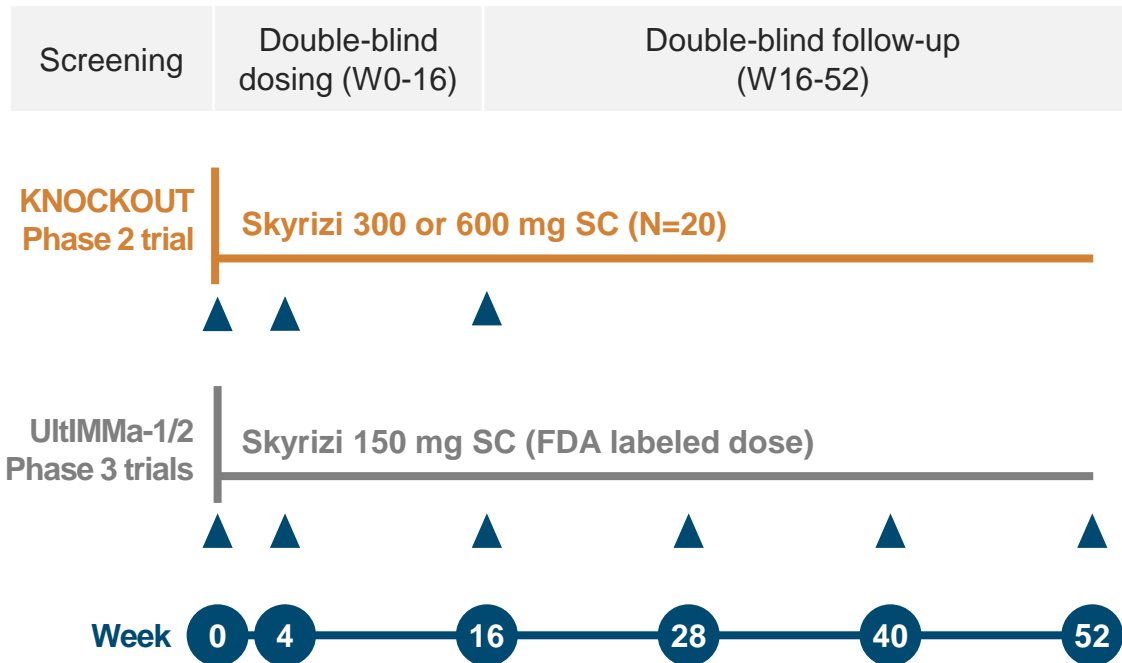 Screening
Double-blind
dosing (W0-16)
Double-blind follow-up
(W16-52)
KNOCKOUT
Phase 2 trial
Skyrizi 300 or 600 mg SC (N=20)
UltIMMa-1/2
Phase 3 trials
Skyrizi 150 mg SC (FDA labeled dose)
Week 0 4 16 28 40 52